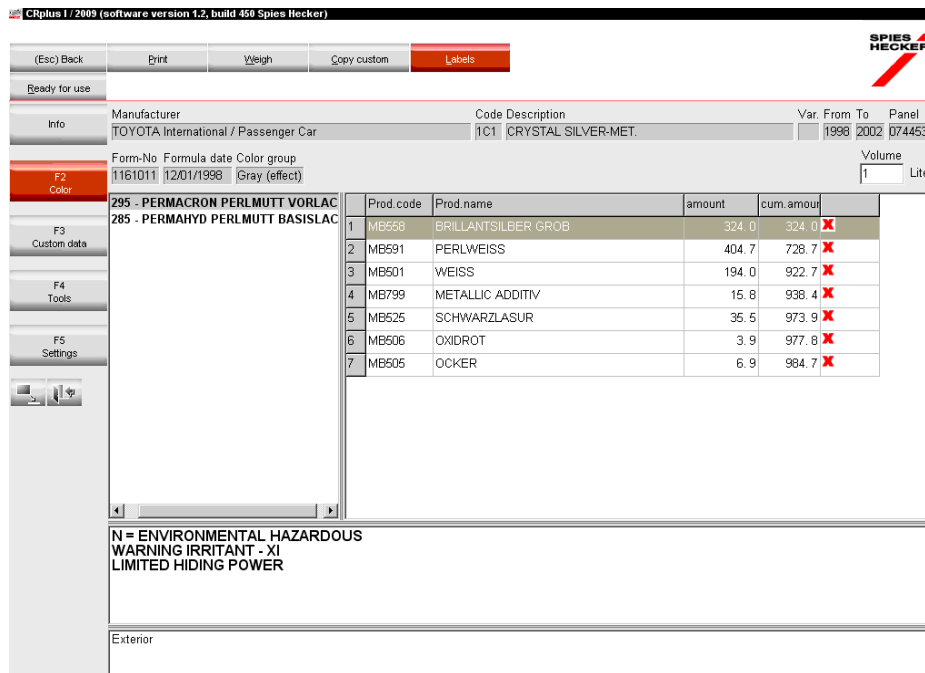 CRplus I / 2009 (software version 1.2, build 450 Spies Hecker)
SPIES
HECKER
(Esc) Back Print Weigh Copy custom Labels
Ready for use
Info
F2
Color
F3
Custom data
F4
Tools
F5
Settings
Manufacturer Code Description Var. From To Panel
TOYOTA International / Passenger Car 1C1 CRYSTAL SILVER-MET. 1998 2002 074453
Form-No Formula date Color group Volume
1161011 12/01/1998 Gray (effect) 1 Lite
295 - PERMACRON PERLMUTT VORLAC
285 - PERMAHYD PERLMUTT BASISLAC
Prod.code Prod.name amount cum.amour
1 MB558 BRILLANTSILBER GROB 324. 0 324. 0
2 MB591 PERLWEISS 404. 7 728. 7
3 MB501 WEISS 194. 0 922. 7
4 MB799 METALLIC ADDITIV 15. 8 938. 4
5 MB525 SCHWARZLASUR 35. 5 973. 9
6 MB506 OXIDROT 3. 9 977. 8
7 MB505 OCKER 6. 9 984. 7
N = ENVIRONMENTAL HAZARDOUS
WARNING IRRITANT - XI
LIMITED HIDING POWER
Exterior